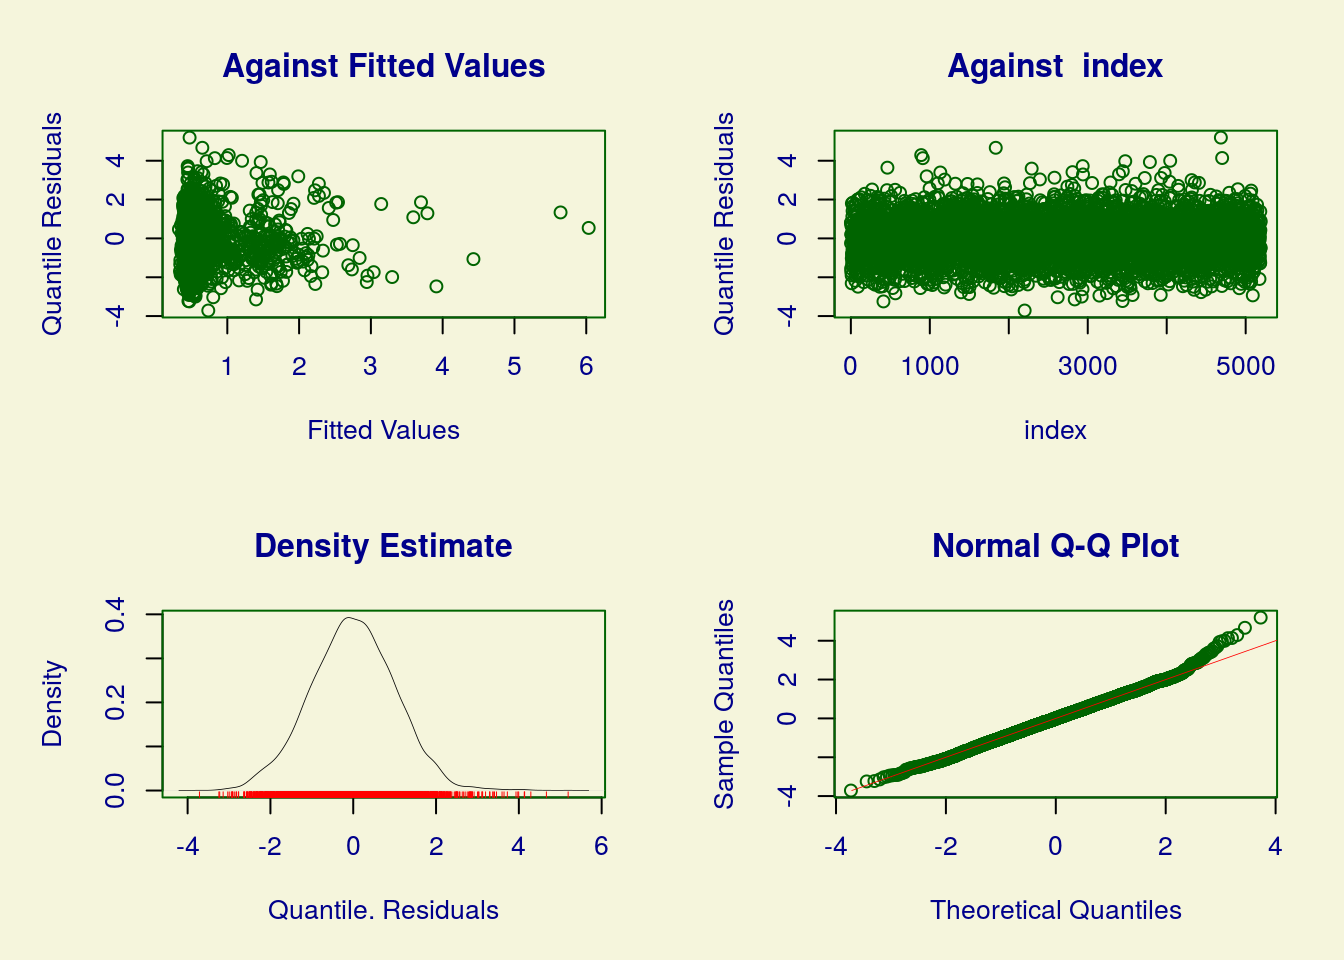 Against Fitted Values
Quantile Residuals
4
2
0
-4
1 2 3 4 5 6
Fitted Values
Against  index
Quantile Residuals
4
2
0
-4
0 1000 3000 5000
index
Density Estimate
Density
0.4
0.2
0.0
-4 -2 0 2 4 6
Quantile. Residuals
Normal Q-Q Plot
Sample Quantiles
4
2
0
-4
-4 -2 0 2 4
Theoretical Quantiles